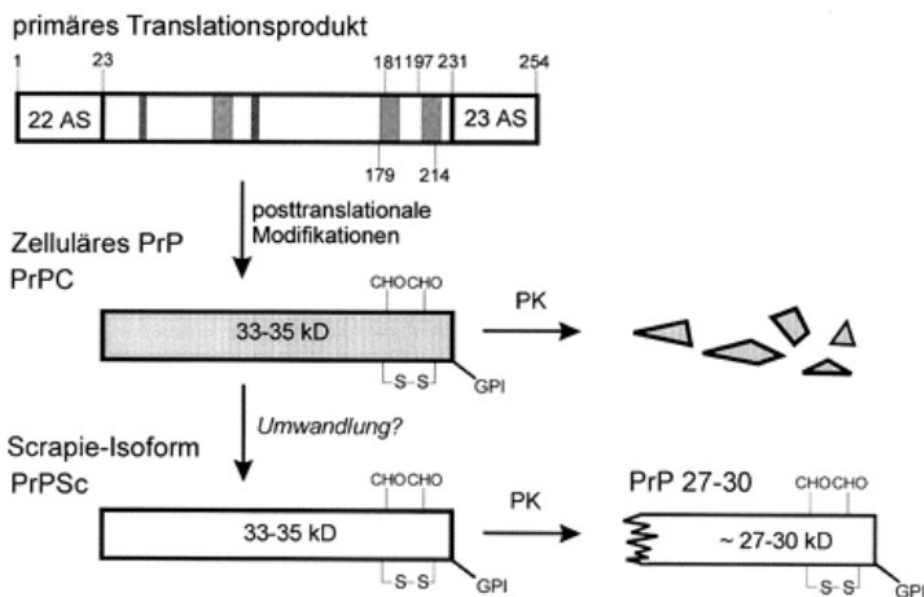 primäres Translationsprodukt
1 23 181 197 231 254
22 AS 23 AS
179 214
posttranslationale
Modifikationen
Zelluläres PrP
PrPC
CHO CHO
33-35 kD
PK
S S
GPI
Umwandlung?
Scrapie-Isoform
PrPSc
CHO CHO
33-35 kD
S S
GPI
PK
PrP 27-30
CHO CHO
~ 27-30 kD
S S
GPI